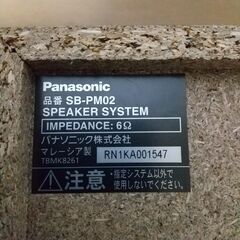 Panasonic
品番 SB-PM02
SPEAKER SYSTEM
IMPEDANCE: 6Ω
パナソニック株式会社
マレーシア製 RN1KA001547
TBMK8261
⚠注意 :指定システム以外で使用しないでください。